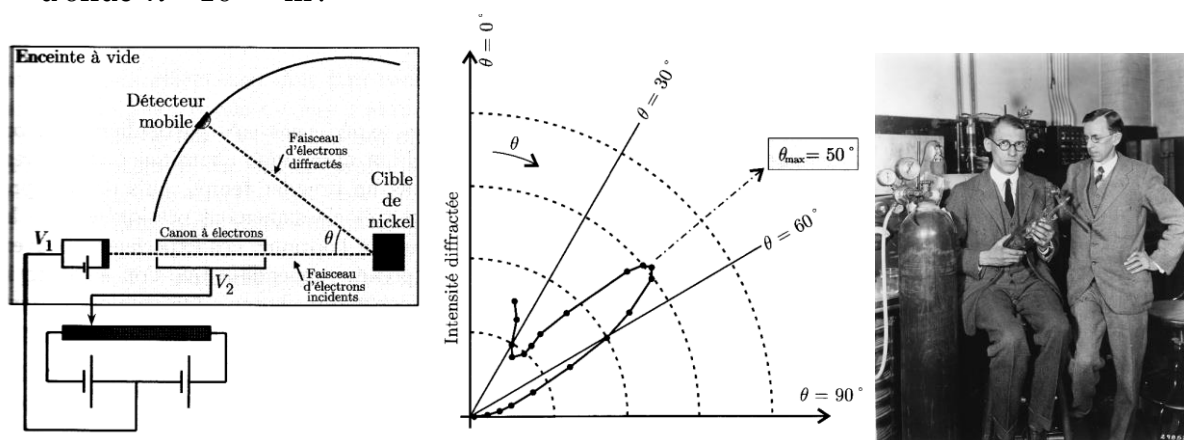 Enceinte à vide
Détecteur
mobile
Faisceau
d'électrons
diffractés
Cible
de
nickel
θ
V₁
Canon à électrons
V₂
Faisceau
d'électrons
incidents
Intensité diffractée
θ = 0°
θ
θ = 30°
θmax = 50°
θ = 60°
θ = 90°